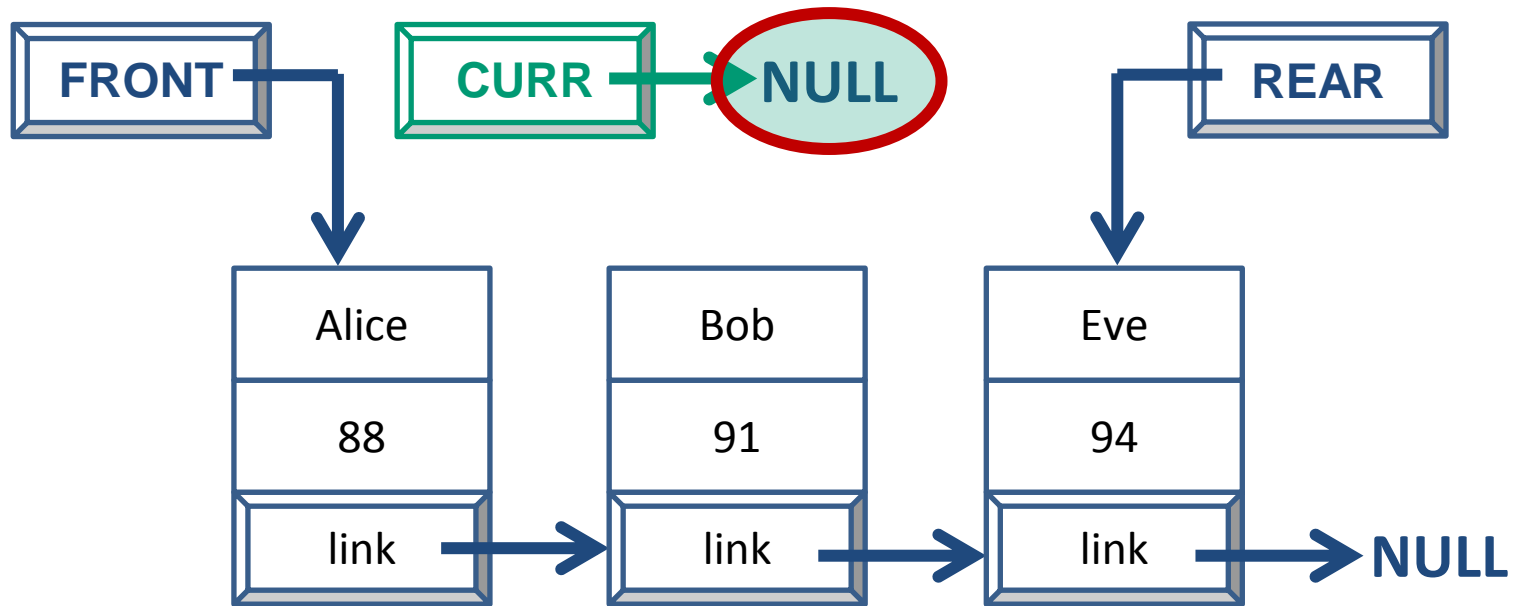 FRONT
CURR
NULL
REAR
Alice
Bob
Eve
88
91
94
link
link
link
NULL